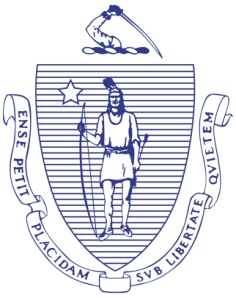 ENSE PETIT
PLACIDAM
SVB LIBERTATE
QVIETEM